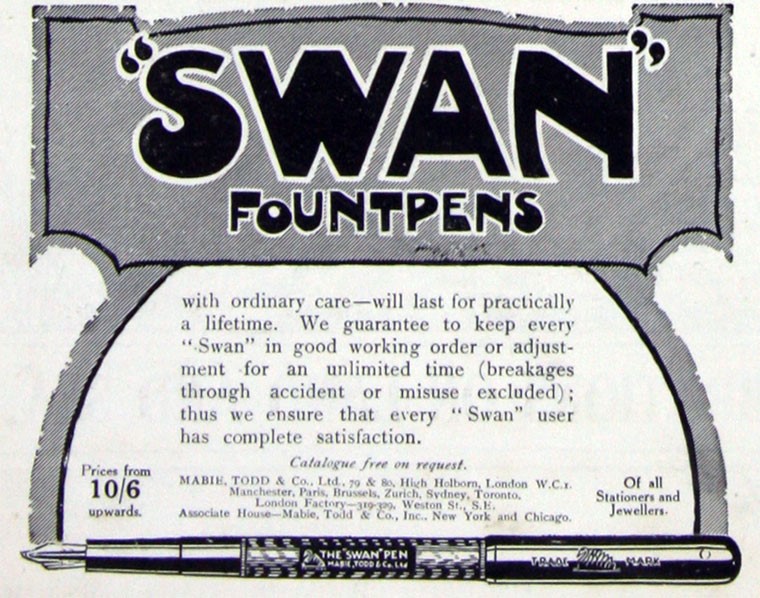 "SWAN"
FOUNTPENS
with ordinary care—will last for practically
a lifetime. We guarantee to keep every
"Swan" in good working order or adjust-
ment for an unlimited time (breakages
through accident or misuse excluded);
thus we ensure that every "Swan" user
has complete satisfaction.
Catalogue free on request.
MABIE, TODD & Co., Ltd., 79 & 80, High Holborn, London W.C.1.
Manchester, Paris, Brussels, Zurich, Sydney, Toronto.
London Factory—319-329, Weston St., S.E.
Associate House—Mabie, Todd & Co., Inc., New York and Chicago.
Prices from
10/6
upwards.
Of all
Stationers and
Jewellers.
THE "SWAN" PEN
MABIE, TODD & Co. Ltd
TRADE MARK